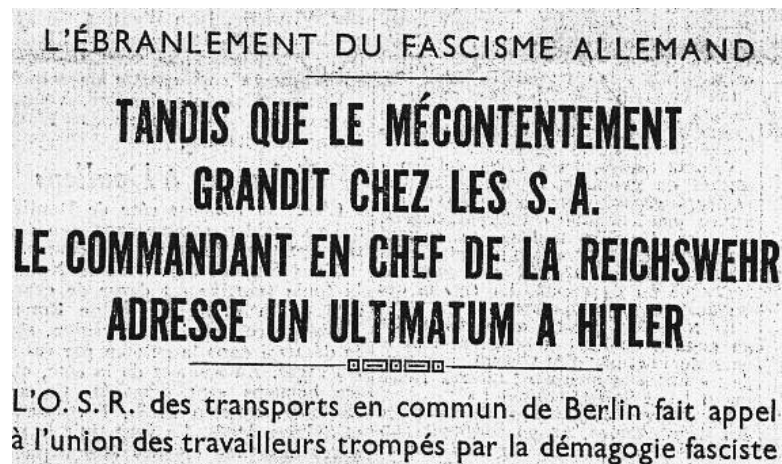 L'ÉBRANLEMENT DU FASCISME ALLEMAND
TANDIS QUE LE MÉCONTENTEMENT
GRANDIT CHEZ LES S. A.
LE COMMANDANT EN CHEF DE LA REICHSWEHR
ADRESSE UN ULTIMATUM A HITLER
L'O. S. R. des transports en commun de Berlin fait appel
à l'union des travailleurs trompés par la démagogie fasciste